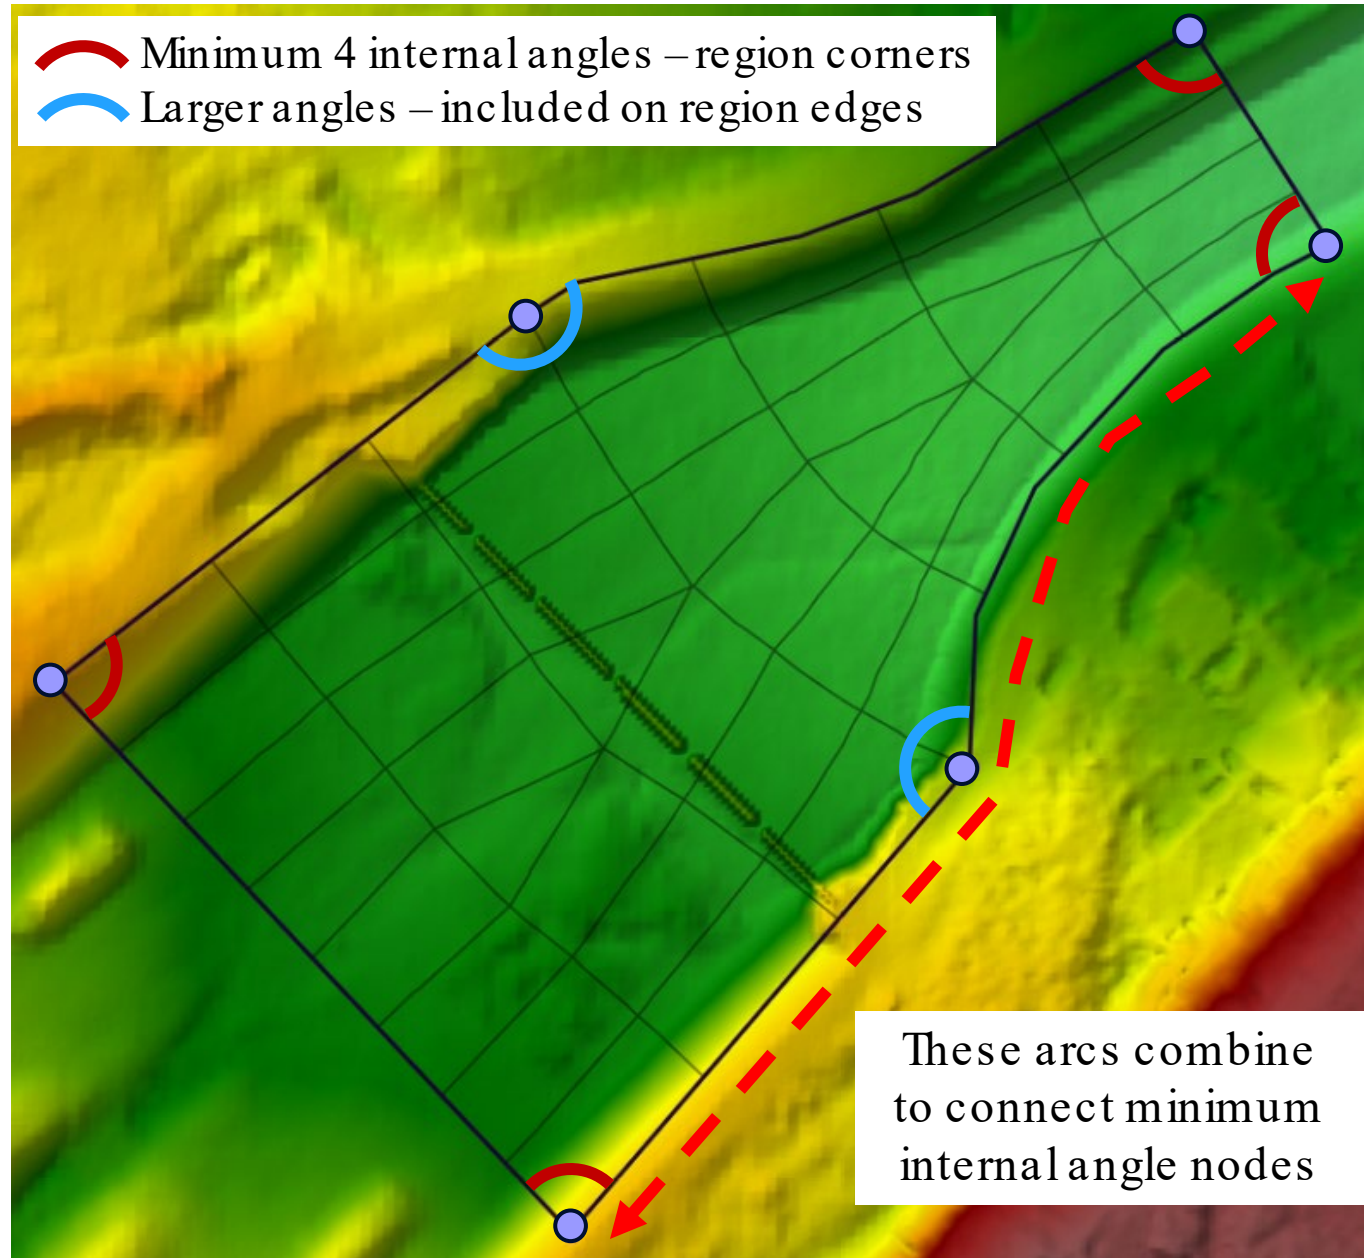 Minimum 4 internal angles – region corners
Larger angles – included on region edges
These arcs combine
to connect minimum
internal angle nodes